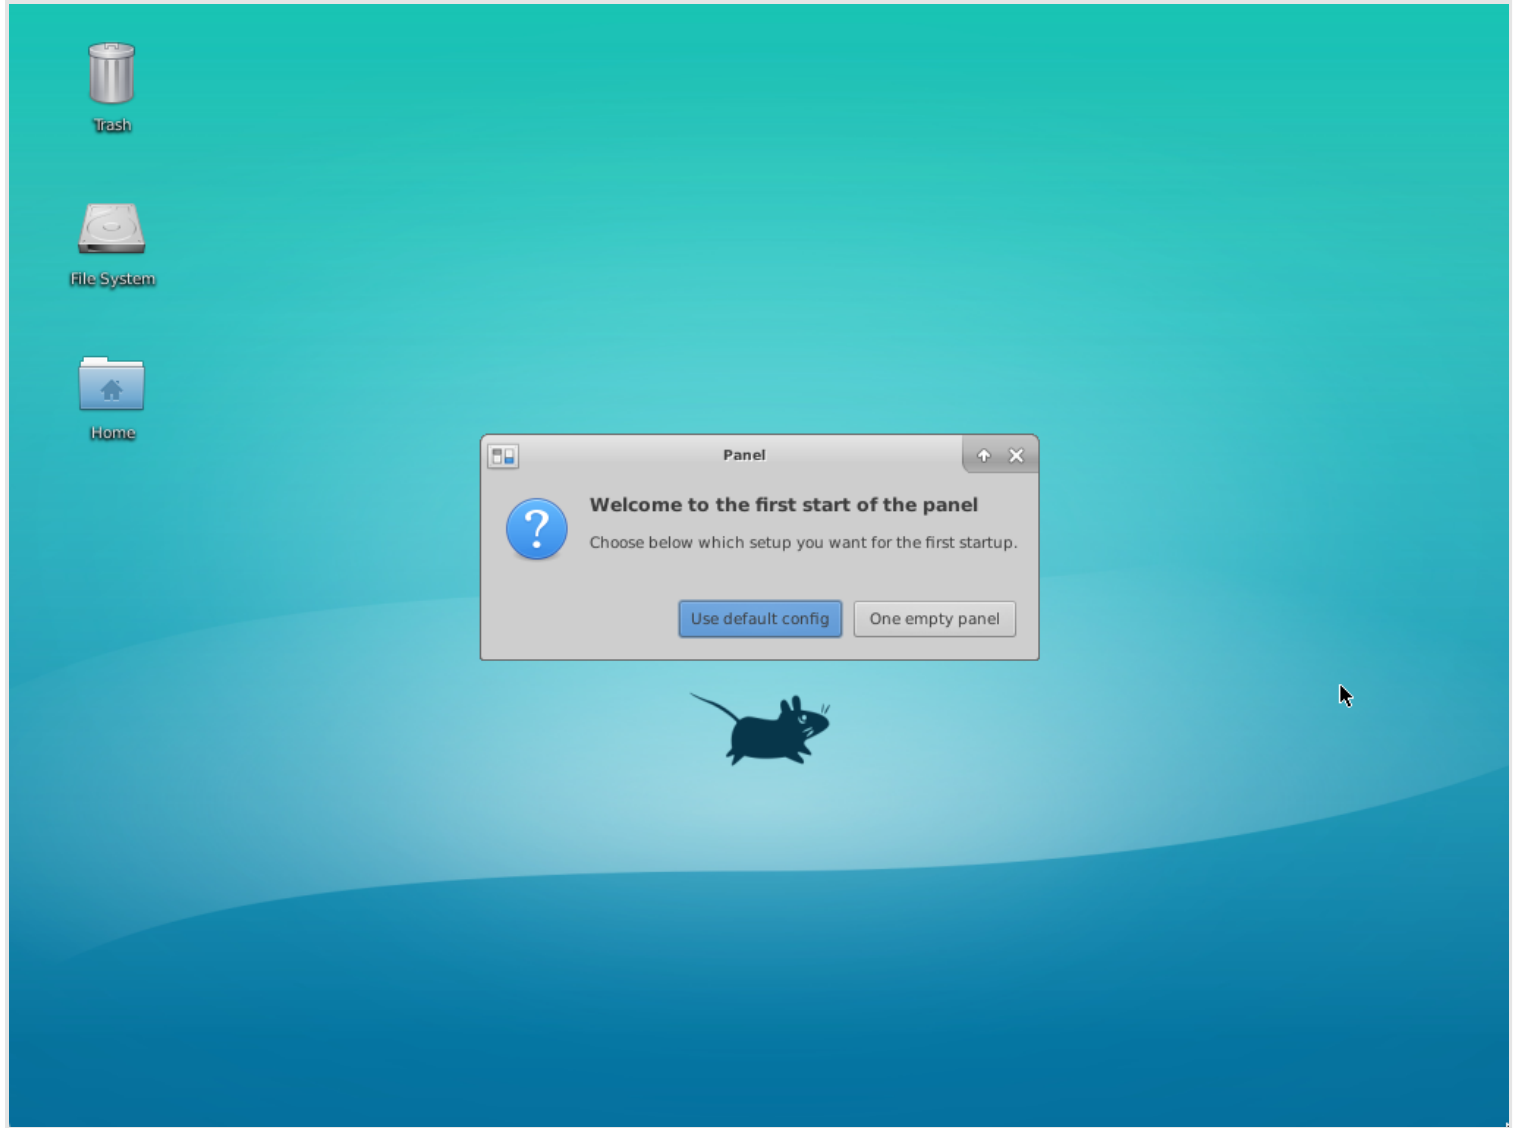 Trash
File System
Home
Panel
Welcome to the first start of the panel
Choose below which setup you want for the first startup.
Use default config
One empty panel